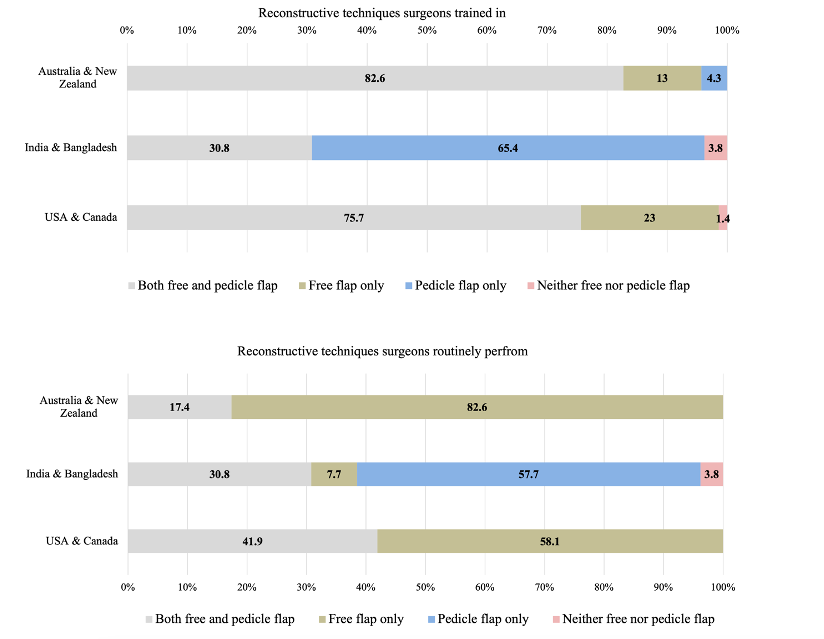 Reconstructive techniques surgeons trained in
0% 10% 20% 30% 40% 50% 60% 70% 80% 90% 100%
Australia & New
Zealand
82.6 13 4.3
India & Bangladesh
30.8 65.4 3.8
USA & Canada
75.7 23 1.4
Both free and pedicle flap Free flap only Pedicle flap only Neither free nor pedicle flap
Reconstructive techniques surgeons routinely perfrom
Australia & New
Zealand
17.4 82.6
India & Bangladesh
30.8 7.7 57.7 3.8
USA & Canada
41.9 58.1
0% 10% 20% 30% 40% 50% 60% 70% 80% 90% 100%
Both free and pedicle flap Free flap only Pedicle flap only Neither free nor pedicle flap